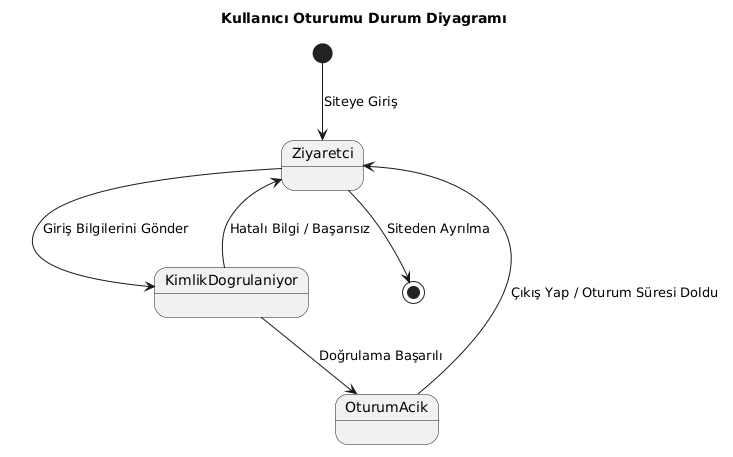 Kullanıcı Oturumu Durum Diyagramı
Siteye Giriş
Ziyaretci
Giriş Bilgilerini Gönder
Hatalı Bilgi / Başarısız
Siteden Ayrılma
KimlikDogrulaniyor
Çıkış Yap / Oturum Süresi Doldu
Doğrulama Başarılı
OturumAcik